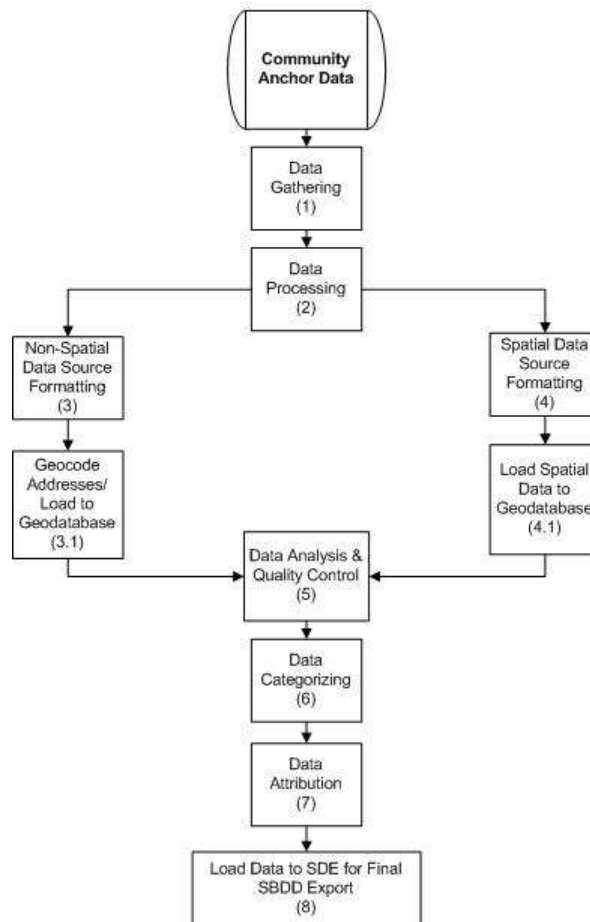 Community
Anchor Data
Data
Gathering
(1)
Data
Processing
(2)
Non-Spatial
Data Source
Formatting
(3)
Spatial Data
Source
Formatting
(4)
Geocode
Addresses/
Load to
Geodatabase
(3.1)
Load Spatial
Data to
Geodatabase
(4.1)
Data Analysis &
Quality Control
(5)
Data
Categorizing
(6)
Data
Attribution
(7)
Load Data to SDE for Final
SBDD Export
(8)